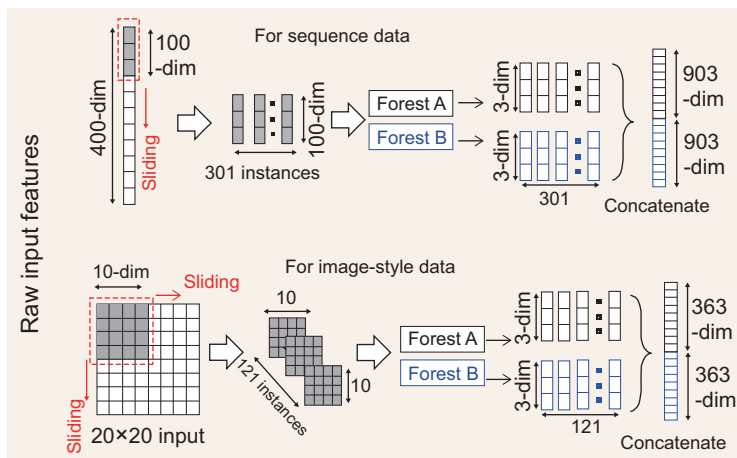 Raw input features
For sequence data
400-dim
100
-dim
Sliding
301 instances
100-dim
Forest A
Forest B
3-dim
3-dim
301
903
-dim
903
-dim
Concatenate
For image-style data
10-dim
Sliding
Sliding
20×20 input
10
121 instances
10
Forest A
Forest B
3-dim
3-dim
121
363
-dim
363
-dim
Concatenate